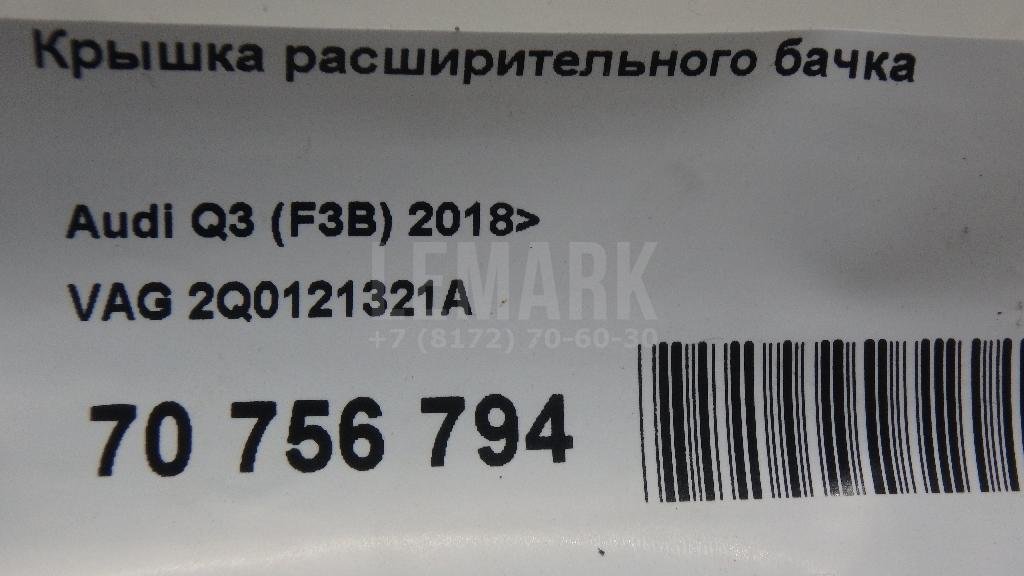 Крышка расширительного бачка
Audi Q3 (F3B) 2018>
LEMARK
VAG 2Q0121321A
+7 (8172) 70-60-30
70 756 794